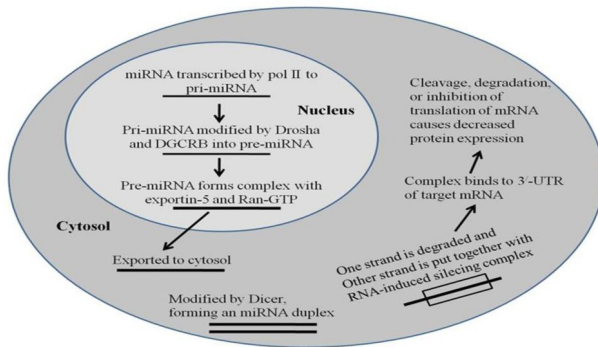 miRNA transcribed by pol II to
pri-miRNA
Nucleus
Pri-miRNA modified by Drosha
and DGCRB into pre-miRNA
Pre-miRNA forms complex with
exportin-5 and Ran-GTP
Cytosol
Exported to cytosol
Modified by Dicer,
forming an miRNA duplex
One strand is degraded and
Other strand is put together with
RNA-induced silecing complex
Complex binds to 3′-UTR
of target mRNA
Cleavage, degradation,
or inhibition of
translation of mRNA
causes decreased
protein expression